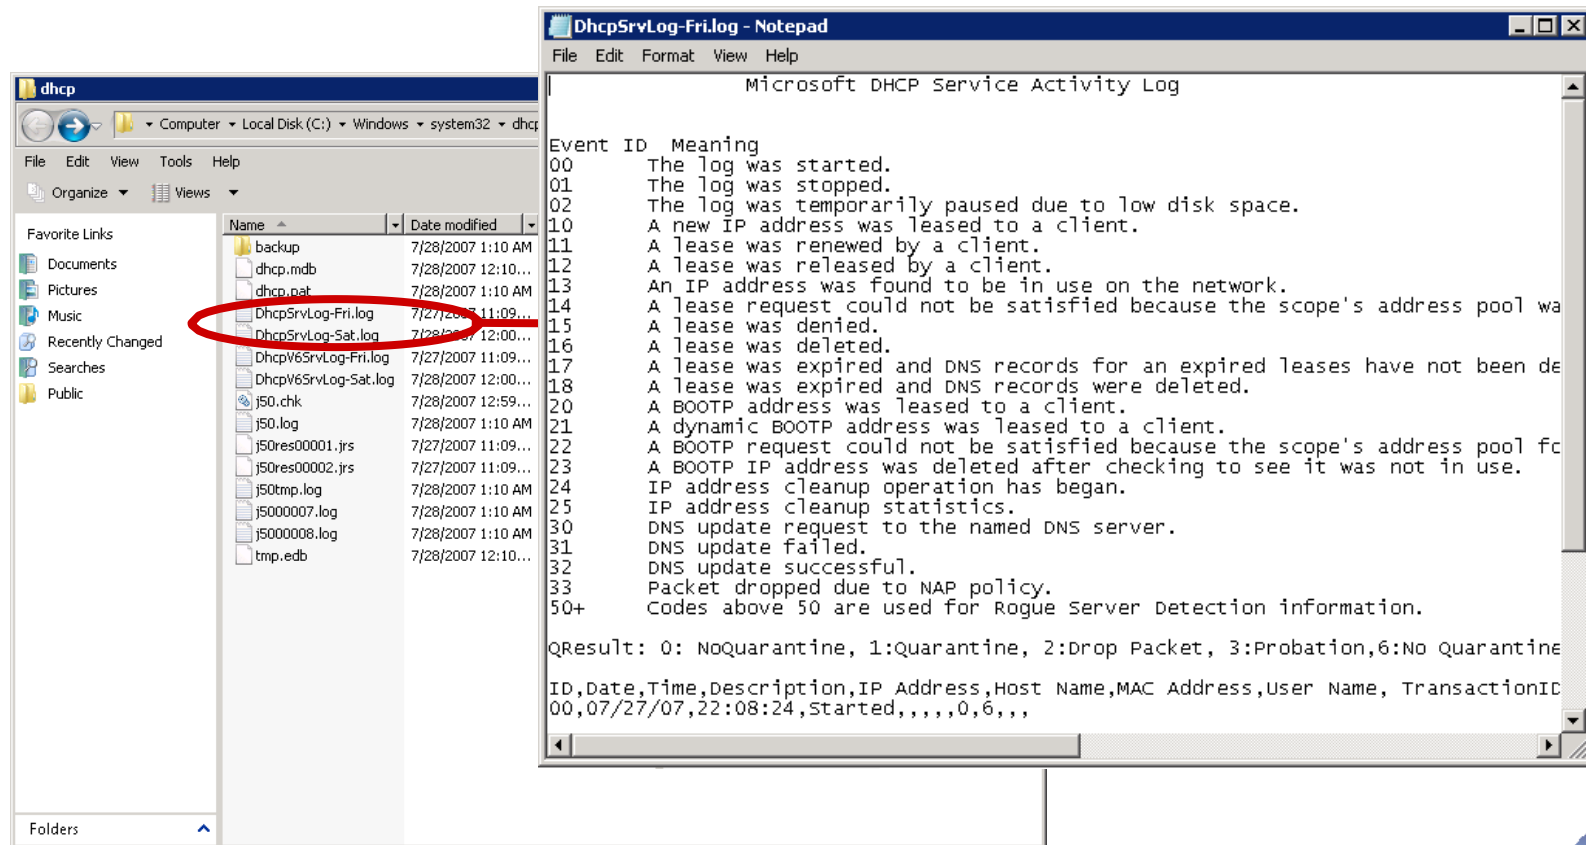 dhcp
Computer Local Disk (C:) Windows system32 dhcp
File Edit View Tools Help
Organize Views
Favorite Links
Documents
Pictures
Music
Recently Changed
Searches
Public
Folders
Name Date modified
backup 7/28/2007 1:10 AM
dhcp.mdb 7/28/2007 12:10...
dhcp.pat 7/28/2007 1:10 AM
DhcpSrvLog-Fri.log 7/27/2007 11:09...
DhcpSrvLog-Sat.log 7/28/2007 12:00...
DhcpV6SrvLog-Fri.log 7/27/2007 11:09...
DhcpV6SrvLog-Sat.log 7/28/2007 12:00...
j50.chk 7/28/2007 12:59...
j50.log 7/28/2007 1:10 AM
j50res00001.jrs 7/27/2007 11:09...
j50res00002.jrs 7/27/2007 11:09...
j50tmp.log 7/28/2007 1:10 AM
j5000007.log 7/28/2007 1:10 AM
j5000008.log 7/28/2007 1:10 AM
tmp.edb 7/28/2007 12:10...
DhcpSrvLog-Fri.log - Notepad
File Edit Format View Help
Microsoft DHCP Service Activity Log
Event ID Meaning
00 The log was started.
01 The log was stopped.
02 The log was temporarily paused due to low disk space.
10 A new IP address was leased to a client.
11 A lease was renewed by a client.
12 A lease was released by a client.
13 An IP address was found to be in use on the network.
14 A lease request could not be satisfied because the scope's address pool wa
15 A lease was denied.
16 A lease was deleted.
17 A lease was expired and DNS records for an expired leases have not been de
18 A lease was expired and DNS records were deleted.
20 A BOOTP address was leased to a client.
21 A dynamic BOOTP address was leased to a client.
22 A BOOTP request could not be satisfied because the scope's address pool fo
23 A BOOTP IP address was deleted after checking to see it was not in use.
24 IP address cleanup operation has began.
25 IP address cleanup statistics.
30 DNS update request to the named DNS server.
31 DNS update failed.
32 DNS update successful.
33 Packet dropped due to NAP policy.
50+ Codes above 50 are used for Rogue Server Detection information.
QResult: 0: NoQuarantine, 1:Quarantine, 2:Drop Packet, 3:Probation,6:No Quarantine
ID,Date,Time,Description,IP Address,Host Name,MAC Address,User Name, TransactionID
00,07/27/07,22:08:24,Started,,,,,0,6,,,